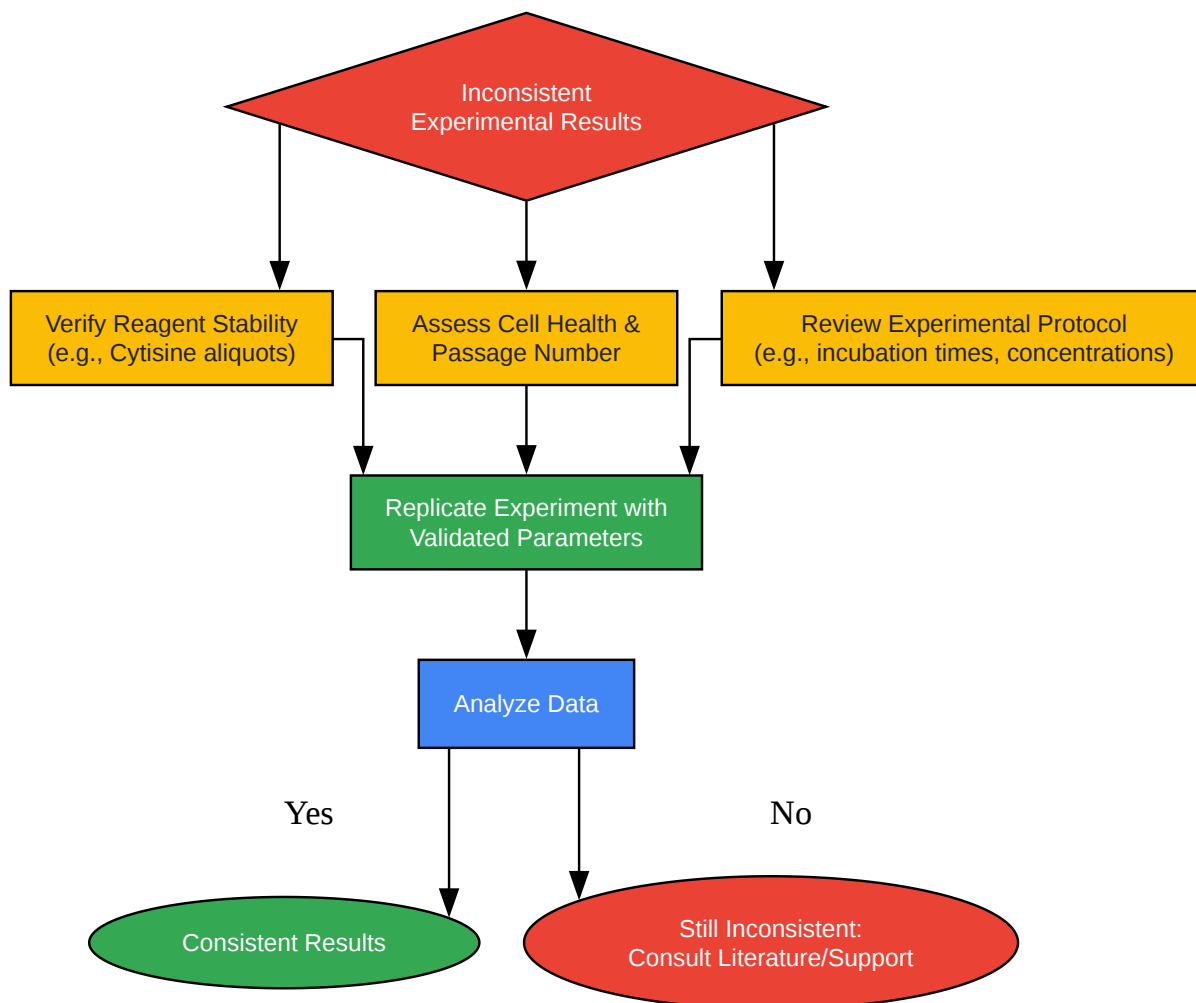 Inconsistent
Experimental Results
Verify Reagent Stability
(e.g., Cytisine aliquots)
Assess Cell Health &
Passage Number
Review Experimental Protocol
(e.g., incubation times, concentrations)
Replicate Experiment with
Validated Parameters
Analyze Data
Yes
No
Consistent Results
Still Inconsistent:
Consult Literature/Support